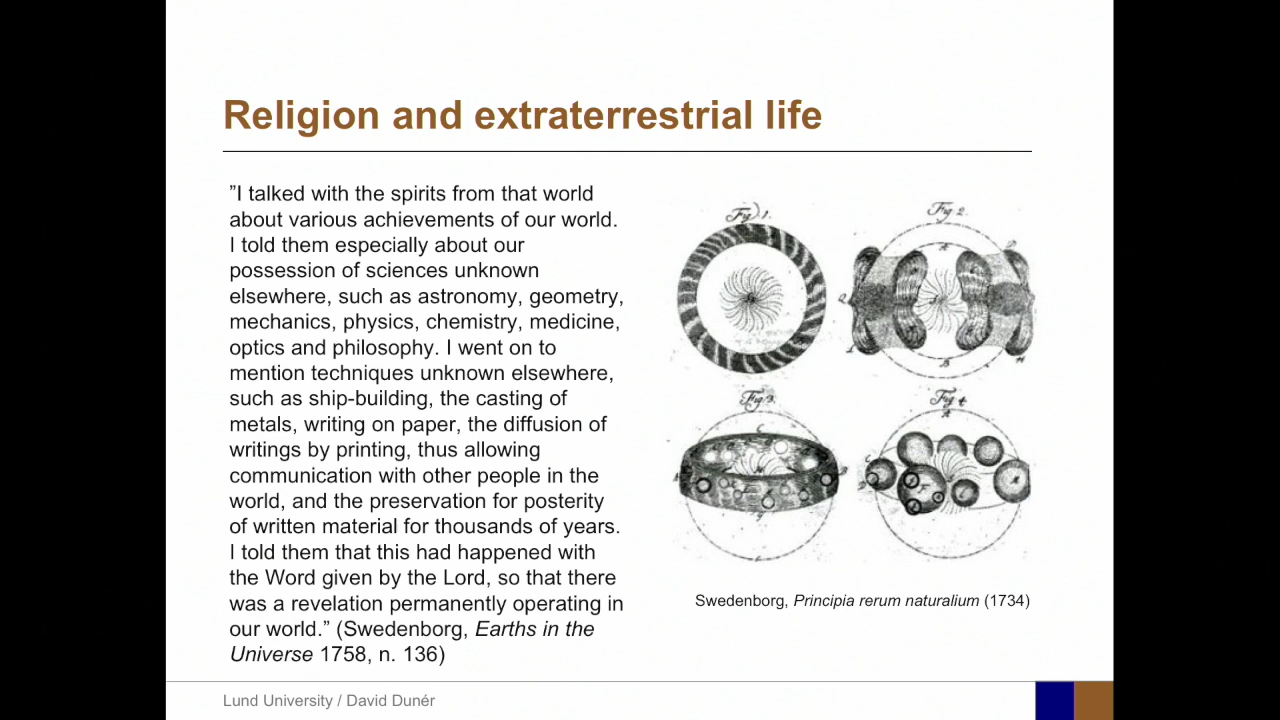 Religion and extraterrestrial life
”I talked with the spirits from that world
about various achievements of our world.
I told them especially about our
possession of sciences unknown
elsewhere, such as astronomy, geometry,
mechanics, physics, chemistry, medicine,
optics and philosophy. I went on to
mention techniques unknown elsewhere,
such as ship-building, the casting of
metals, writing on paper, the diffusion of
writings by printing, thus allowing
communication with other people in the
world, and the preservation for posterity
of written material for thousands of years.
I told them that this had happened with
the Word given by the Lord, so that there
was a revelation permanently operating in
our world.” (Swedenborg, Earths in the
Universe 1758, n. 136)
Fig 1.
Fig 2.
Fig 3.
Fig 4
Swedenborg, Principia rerum naturalium (1734)
Lund University / David Dunér